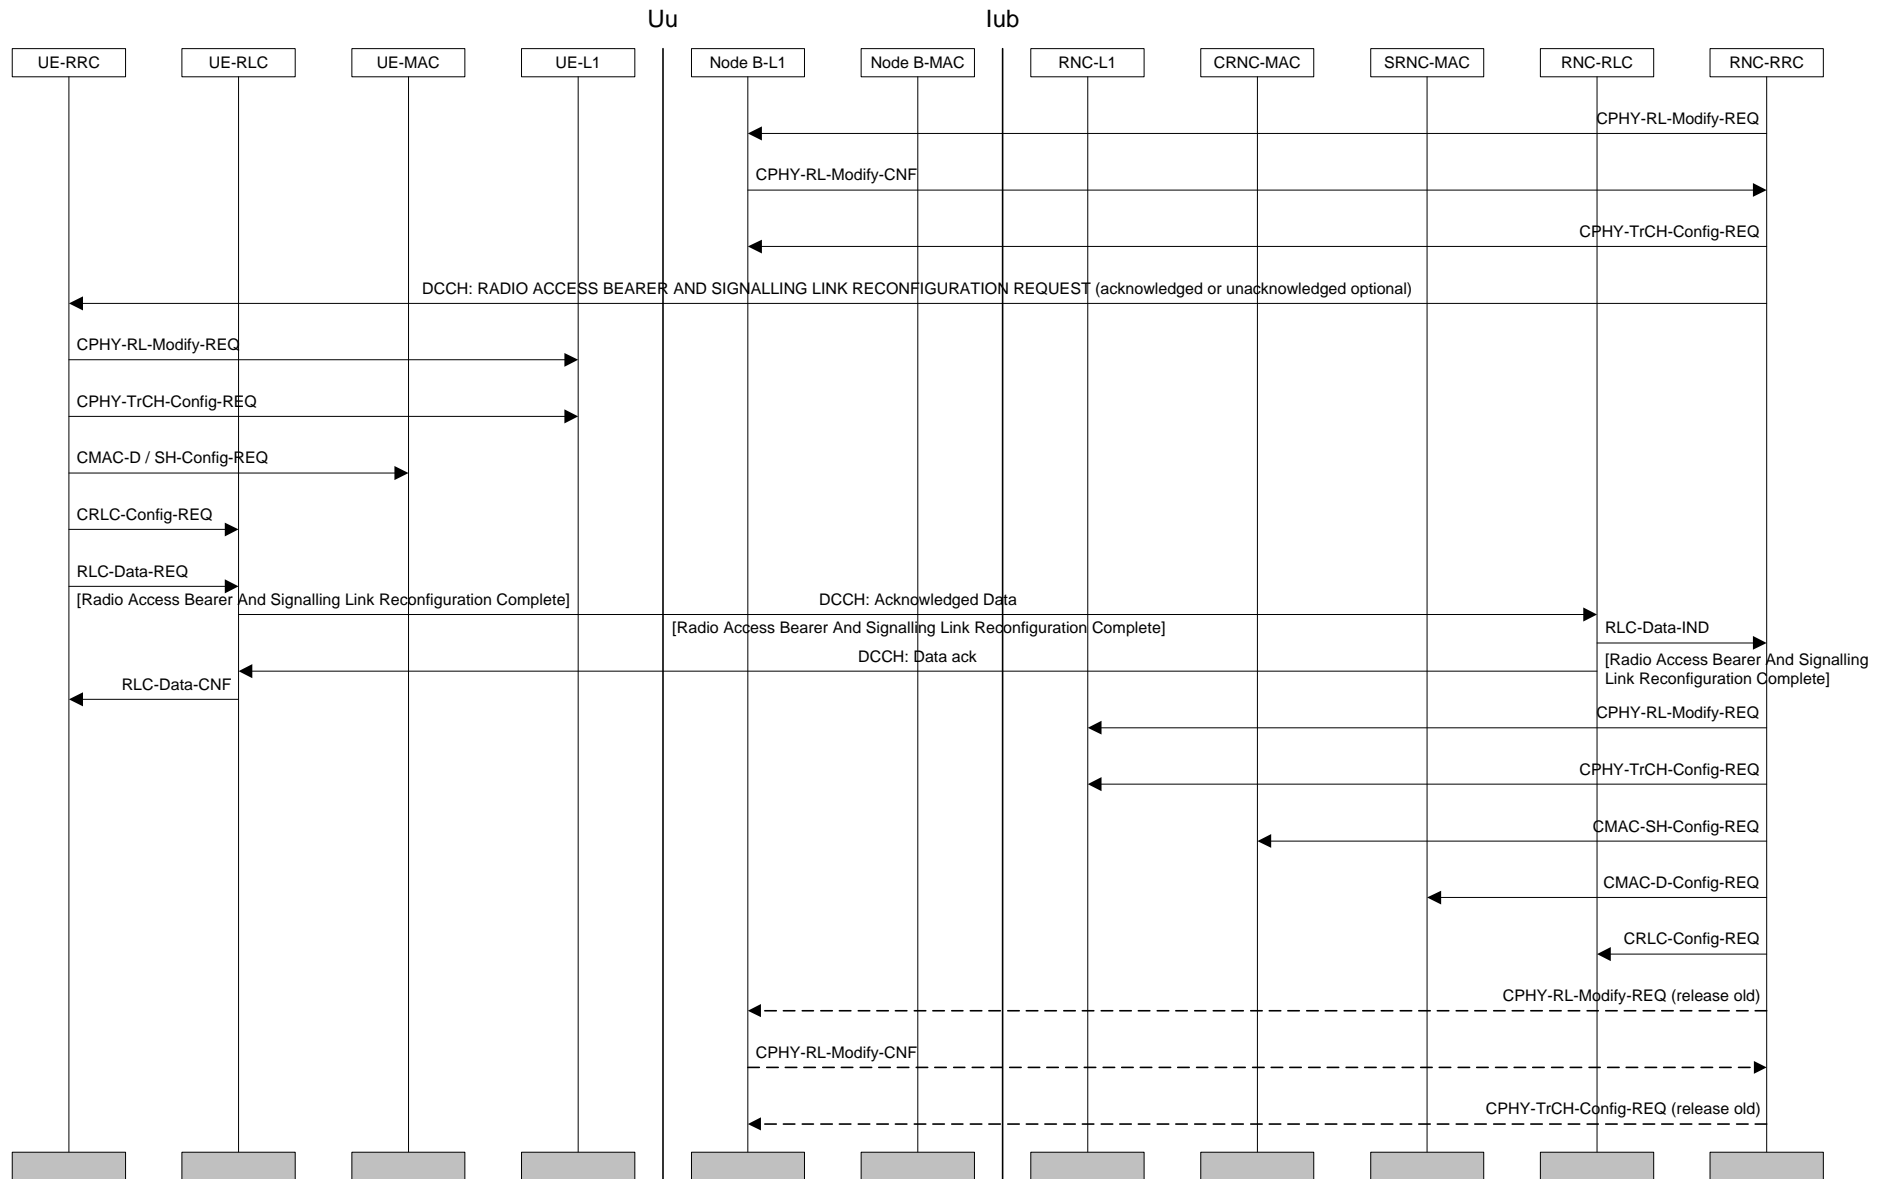 Uu
Iub
UE-RRC
UE-RLC
UE-MAC
UE-L1
Node B-L1
Node B-MAC
RNC-L1
CRNC-MAC
SRNC-MAC
RNC-RLC
RNC-RRC
CPHY-RL-Modify-REQ
CPHY-RL-Modify-CNF
CPHY-TrCH-Config-REQ
DCCH: RADIO ACCESS BEARER AND SIGNALLING LINK RECONFIGURATION REQUEST (acknowledged or unacknowledged optional)
CPHY-RL-Modify-REQ
CPHY-TrCH-Config-REQ
CMAC-D / SH-Config-REQ
CRLC-Config-REQ
RLC-Data-REQ
[Radio Access Bearer And Signalling Link Reconfiguration Complete]
DCCH: Acknowledged Data
[Radio Access Bearer And Signalling Link Reconfiguration Complete]
RLC-Data-IND
DCCH: Data ack
[Radio Access Bearer And Signalling
Link Reconfiguration Complete]
RLC-Data-CNF
CPHY-RL-Modify-REQ
CPHY-TrCH-Config-REQ
CMAC-SH-Config-REQ
CMAC-D-Config-REQ
CRLC-Config-REQ
CPHY-RL-Modify-REQ (release old)
CPHY-RL-Modify-CNF
CPHY-TrCH-Config-REQ (release old)